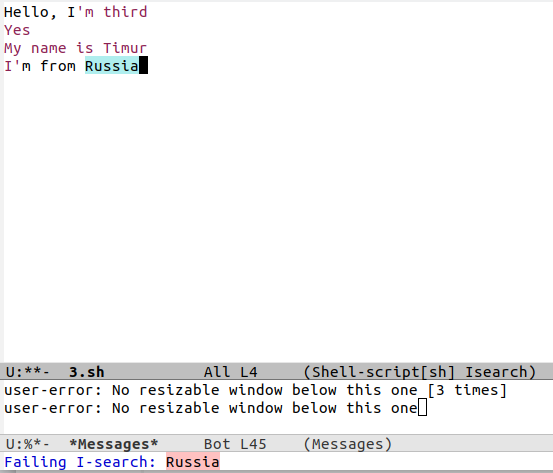 Hello, I'm third
Yes
My name is Timur
I'm from Russia
U:**-  3.sh           All L4     (Shell-script[sh] Isearch)
user-error: No resizable window below this one [3 times]
user-error: No resizable window below this one
U:%*-  *Messages*     Bot L45    (Messages)
Failing I-search: Russia